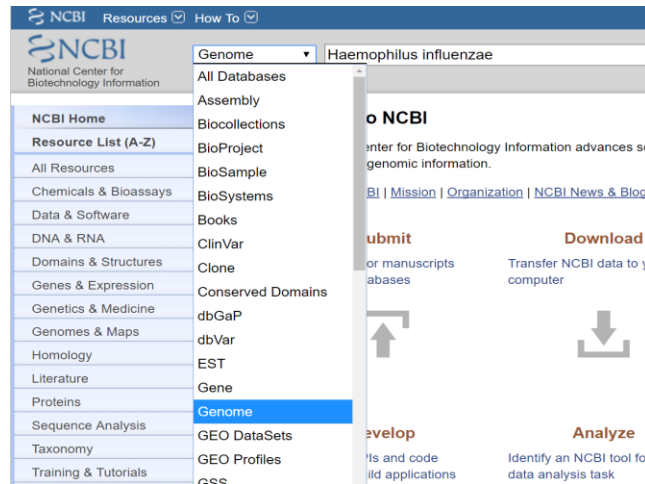 NCBI Resources How To
NCBI
National Center for
Biotechnology Information
Genome
Haemophilus influenzae
NCBI Home
Resource List (A-Z)
All Resources
Chemicals & Bioassays
Data & Software
DNA & RNA
Domains & Structures
Genes & Expression
Genetics & Medicine
Genomes & Maps
Homology
Literature
Proteins
Sequence Analysis
Taxonomy
Training & Tutorials
All Databases
Assembly
Biocollections
BioProject
BioSample
BioSystems
Books
ClinVar
Clone
Conserved Domains
dbGaP
dbVar
EST
Gene
Genome
GEO DataSets
GEO Profiles
GSS
o NCBI
enter for Biotechnology Information advances s
genomic information.
BI | Mission | Organization | NCBI News & Blog
ubmit
or manuscripts
abases
Download
Transfer NCBI data to y
computer
evelop
Is and code
ild applications
Analyze
Identify an NCBI tool fo
data analysis task